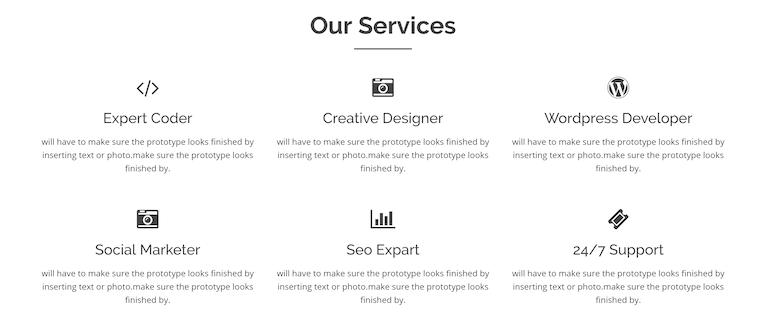 Our Services
Expert Coder
will have to make sure the prototype looks finished by
inserting text or photo.make sure the prototype looks
finished by.
Creative Designer
will have to make sure the prototype looks finished by
inserting text or photo.make sure the prototype looks
finished by.
Wordpress Developer
will have to make sure the prototype looks finished by
inserting text or photo.make sure the prototype looks
finished by.
Social Marketer
will have to make sure the prototype looks finished by
inserting text or photo.make sure the prototype looks
finished by.
Seo Expart
will have to make sure the prototype looks finished by
inserting text or photo.make sure the prototype looks
finished by.
24/7 Support
will have to make sure the prototype looks finished by
inserting text or photo.make sure the prototype looks
finished by.